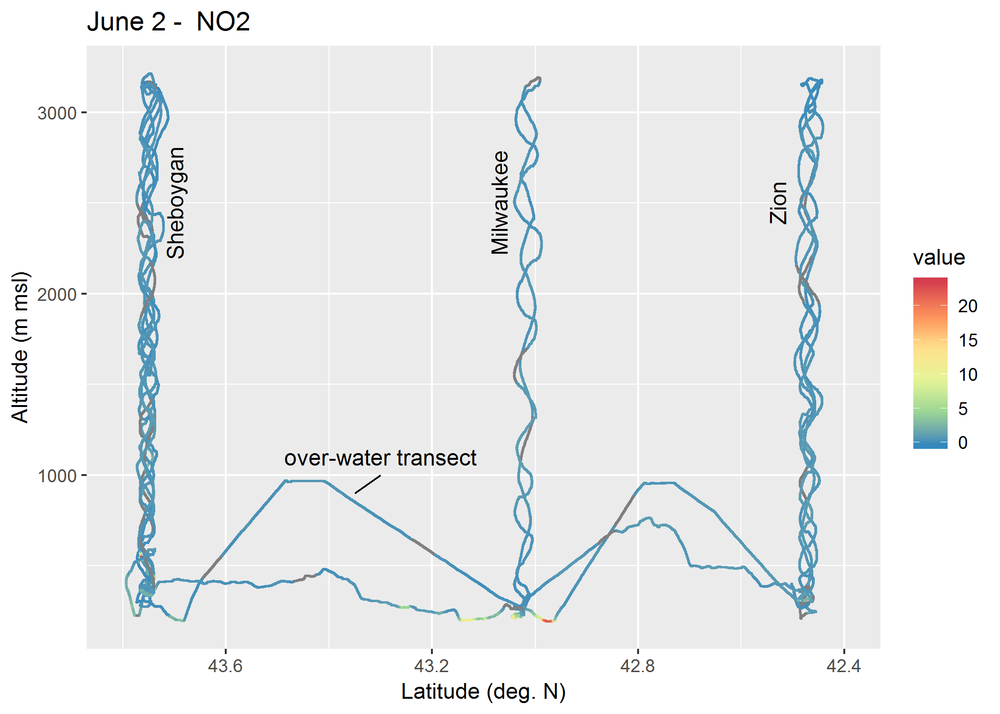 June 2 -  NO2
Altitude (m msl)
3000
2000
1000
Sheboygan
Milwaukee
Zion
over-water transect
43.6
43.2
42.8
42.4
Latitude (deg. N)
value
20
15
10
5
0